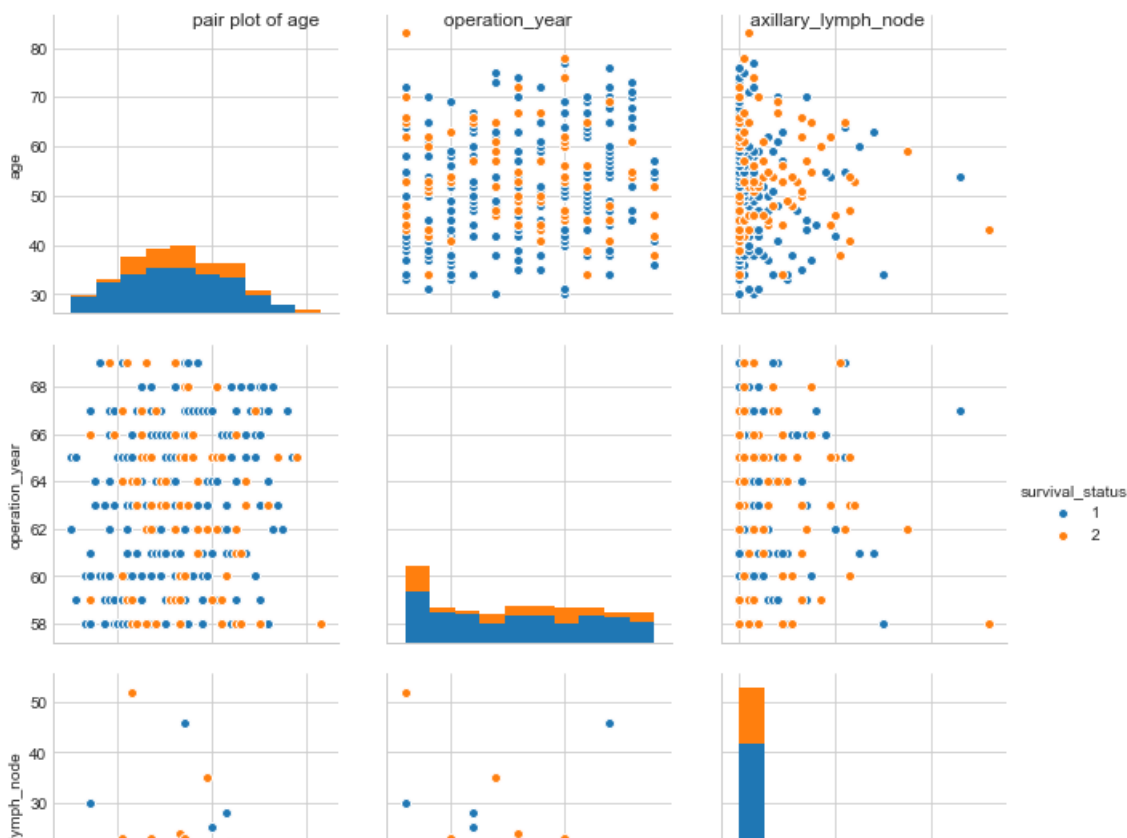 pair plot of age
operation_year
axillary_lymph_node
80
70
60
50
40
30
age
68
66
64
62
60
58
operation_year
survival_status
1
2
50
40
30
ymph_node